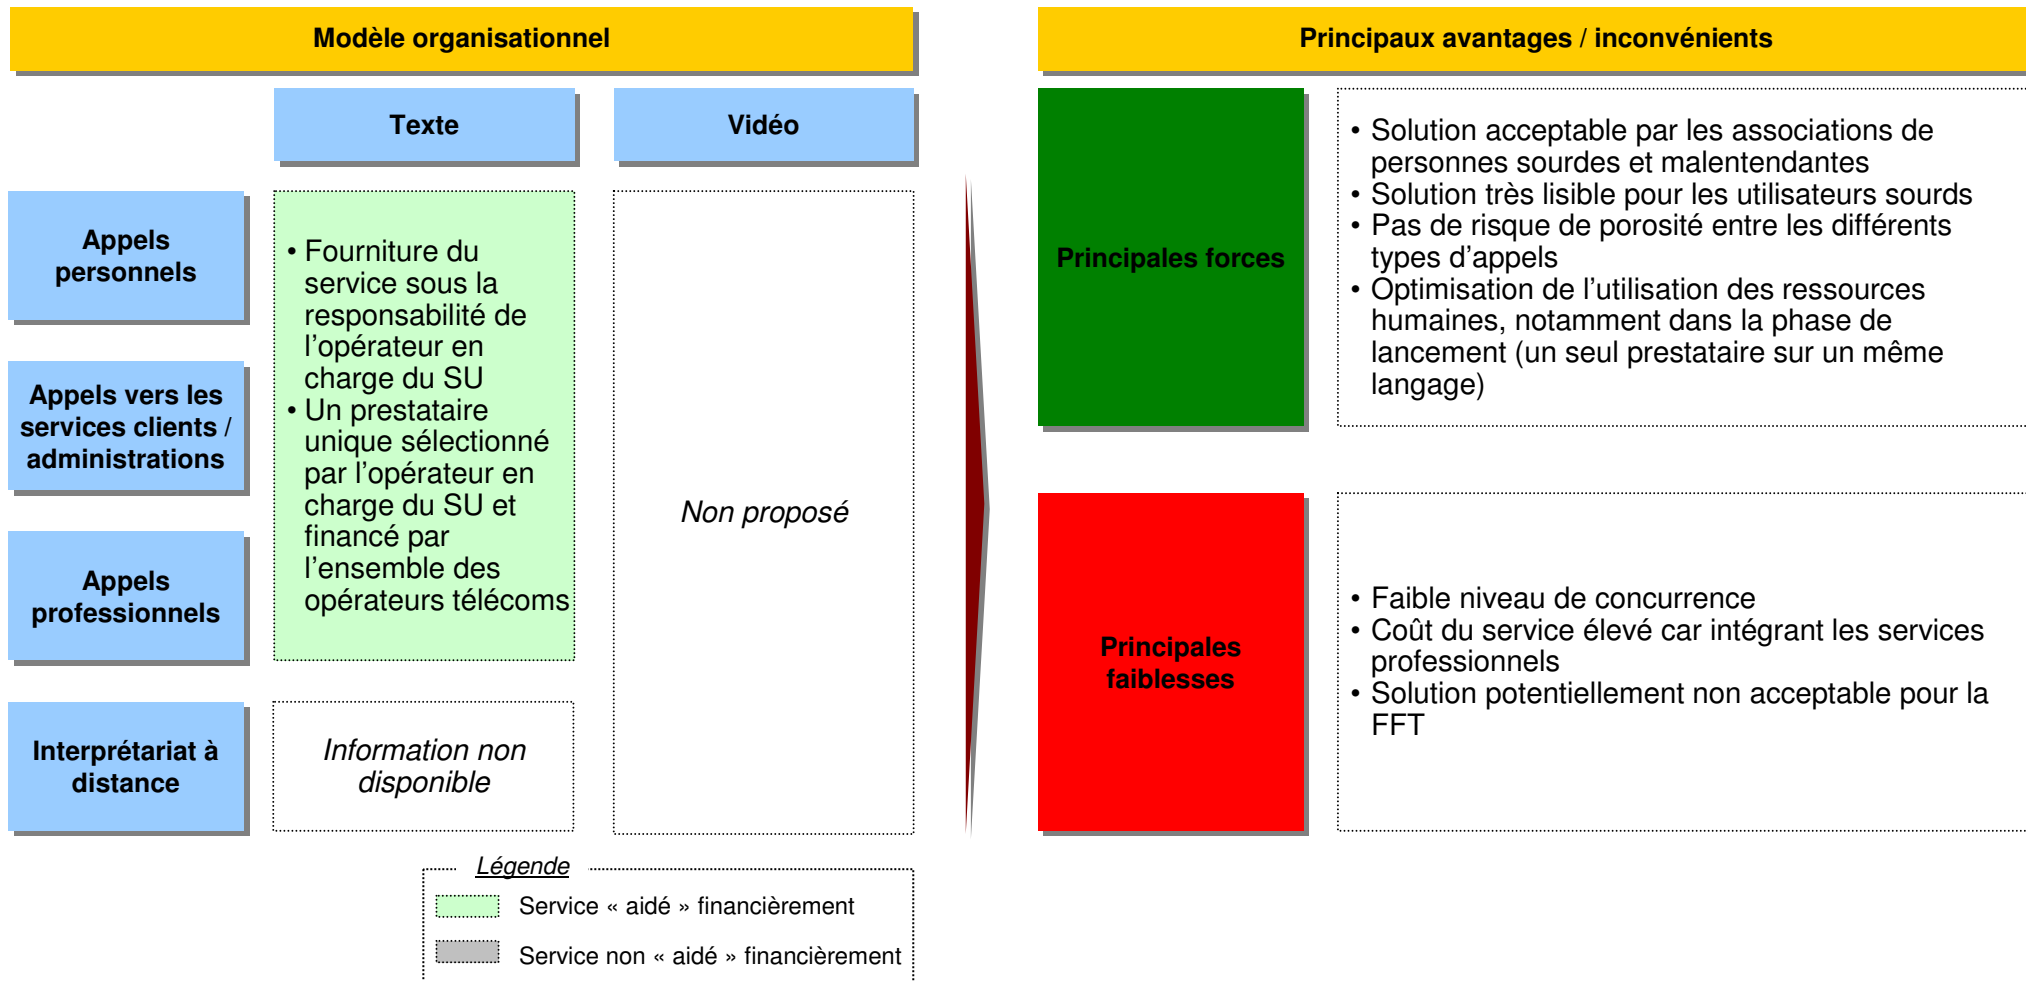 Modèle organisationnel
Principaux avantages / inconvénients
Texte
Vidéo
Appels
personnels
Appels vers les
services clients /
administrations
Appels
professionnels
Interprétariat à
distance
• Fourniture du
service sous la
responsabilité de
l’opérateur en
charge du SU
• Un prestataire
unique sélectionné
par l’opérateur en
charge du SU et
financé par
l’ensemble des
opérateurs télécoms
Information non
disponible
Non proposé
Principales forces
• Solution acceptable par les associations de
personnes sourdes et malentendantes
• Solution très lisible pour les utilisateurs sourds
• Pas de risque de porosité entre les différents
types d’appels
• Optimisation de l’utilisation des ressources
humaines, notamment dans la phase de
lancement (un seul prestataire sur un même
langage)
Principales
faiblesses
• Faible niveau de concurrence
• Coût du service élevé car intégrant les services
professionnels
• Solution potentiellement non acceptable pour la
FFT
Légende
Service « aidé » financièrement
Service non « aidé » financièrement